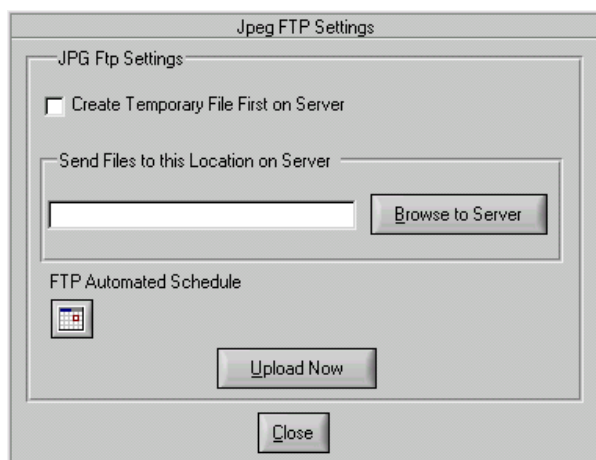 Jpeg FTP Settings
JPG Ftp Settings
Create Temporary File First on Server
Send Files to this Location on Server
Browse to Server
FTP Automated Schedule
Upload Now
Close